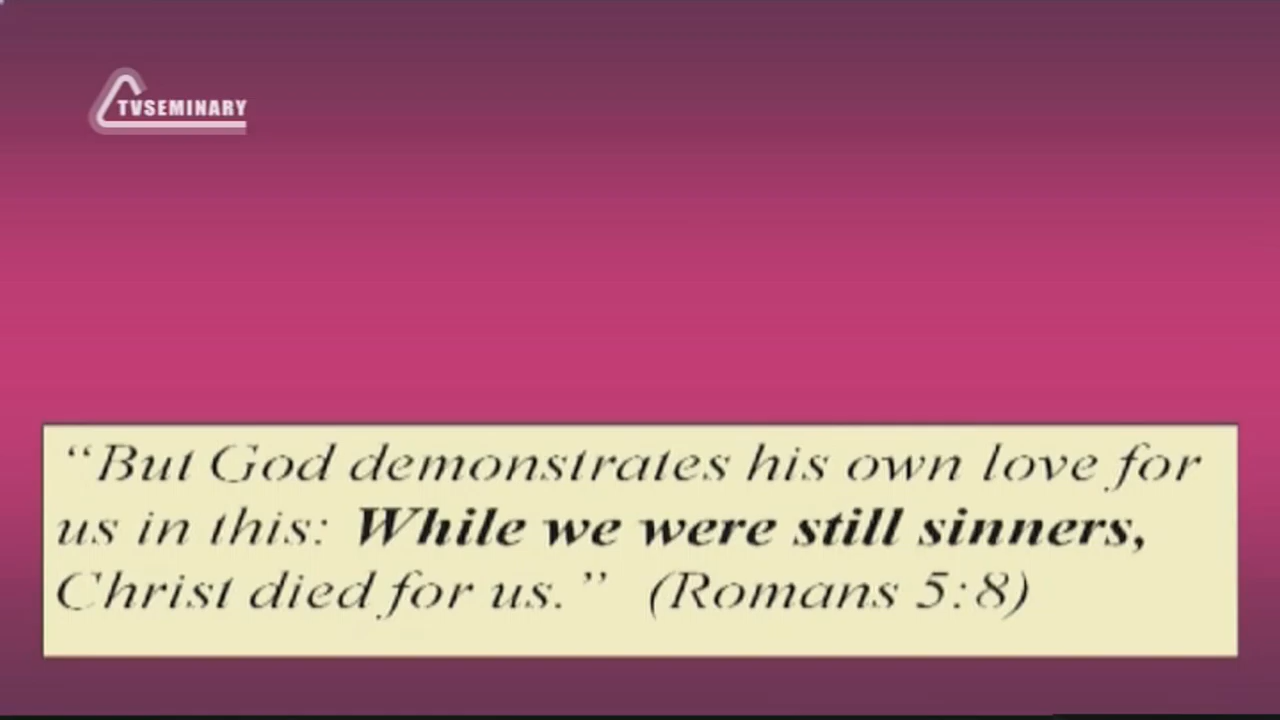 TVSEMINARY
“But God demonstrates his own love for
us in this: While we were still sinners,
Christ died for us.” (Romans 5:8)